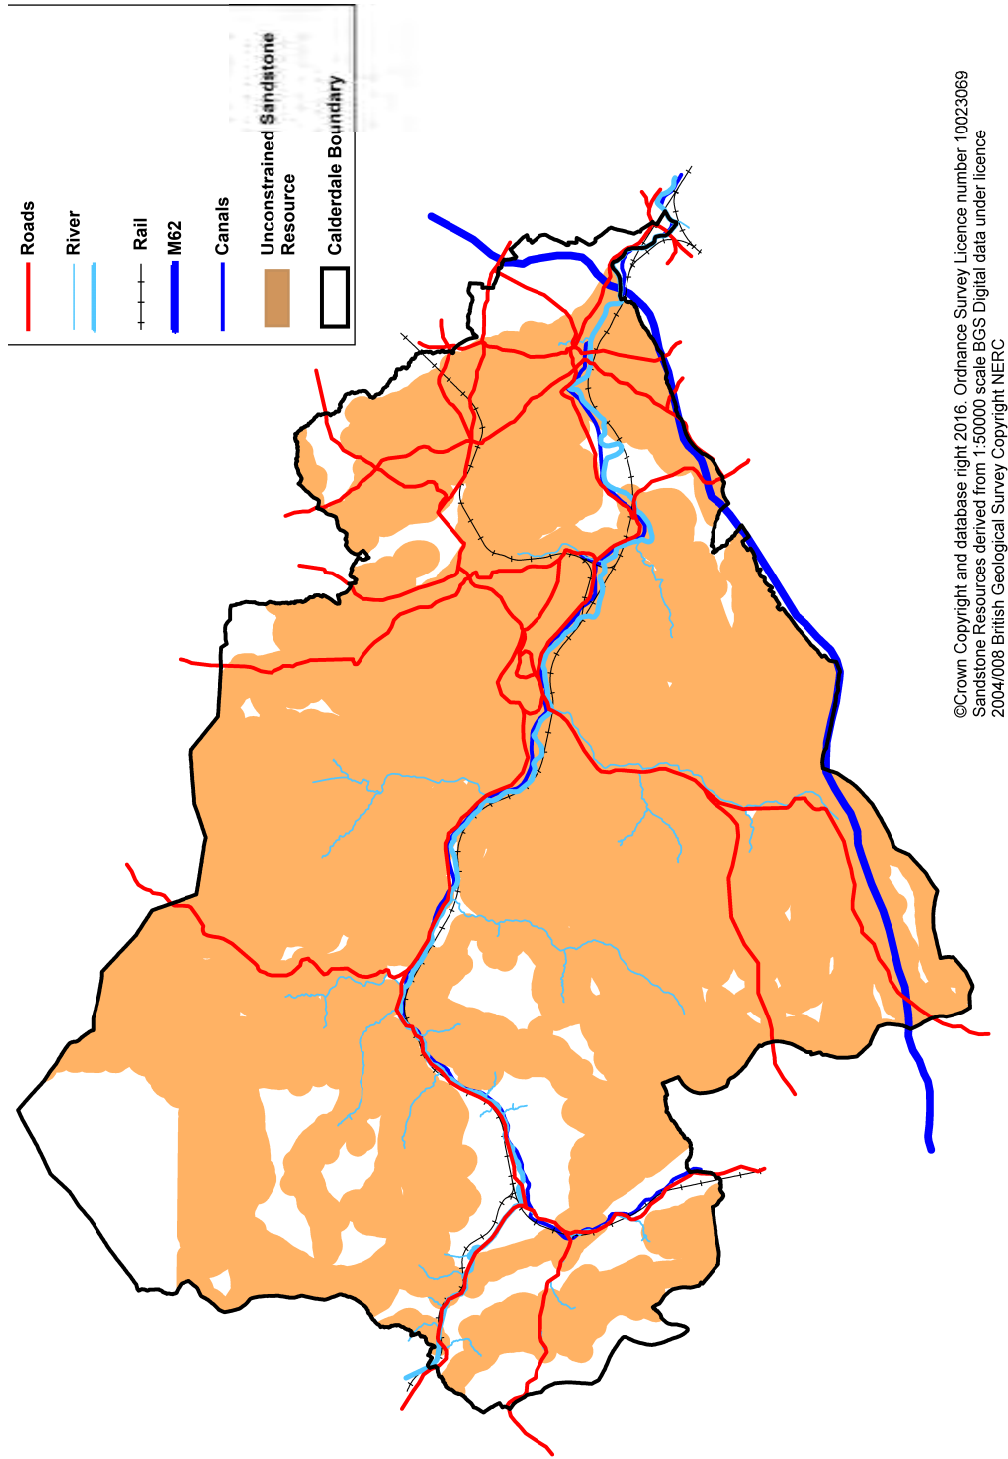 Roads
River
Rail
M62
Canals
Unconstrained Sandstone
Resource
Calderdale Boundary
©Crown Copyright and database right 2016. Ordnance Survey Licence number 10023069
Sandstone Resources derived from 1:50000 scale BGS Digital data under licence
2004/008 British Geological Survey Copyright NERC